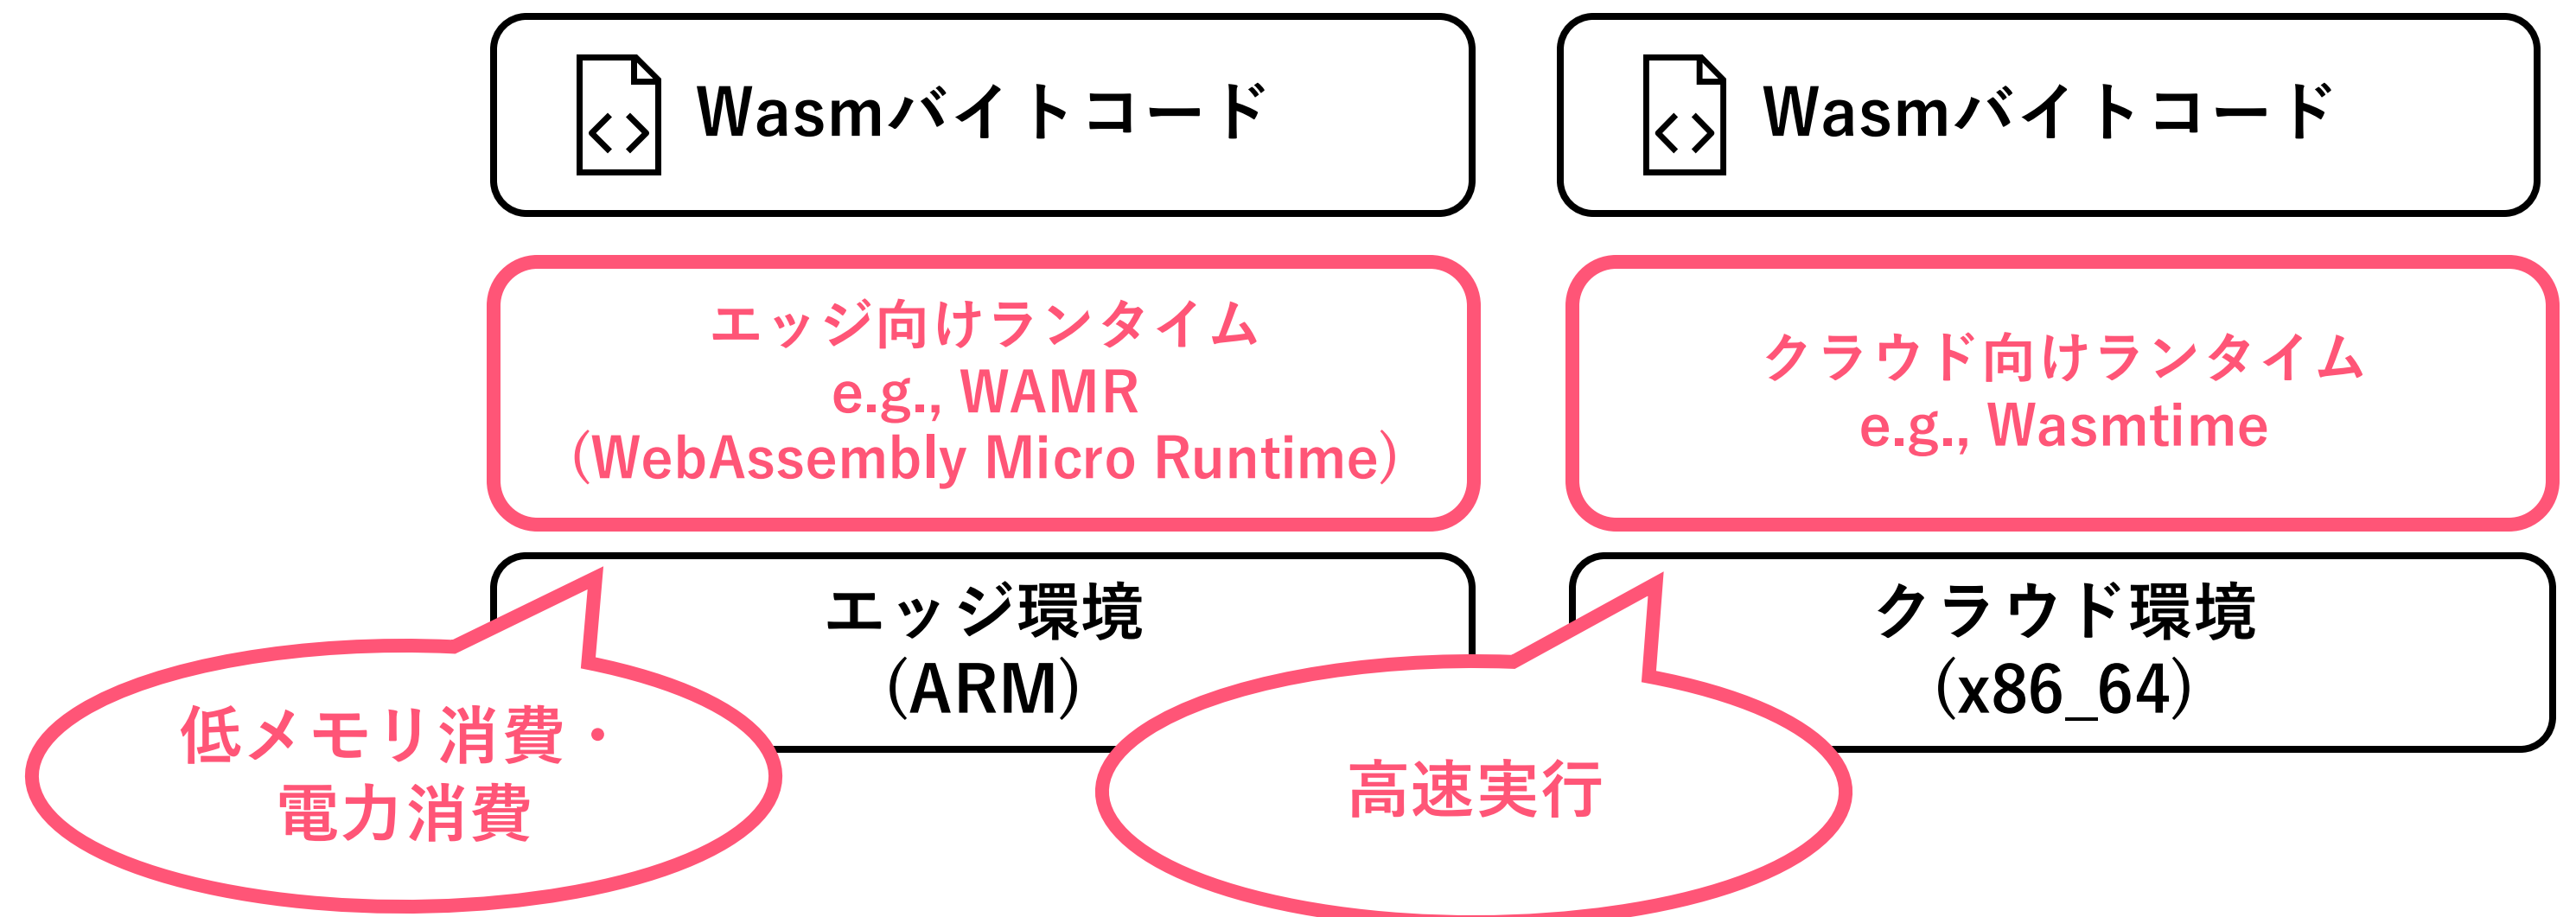 Wasmバイトコード
Wasmバイトコード
エッジ向けランタイム
e.g., WAMR
(WebAssembly Micro Runtime)
クラウド向けランタイム
e.g., Wasmtime
エッジ環境
(ARM)
クラウド環境
(x86_64)
低メモリ消費・
電力消費
高速実行